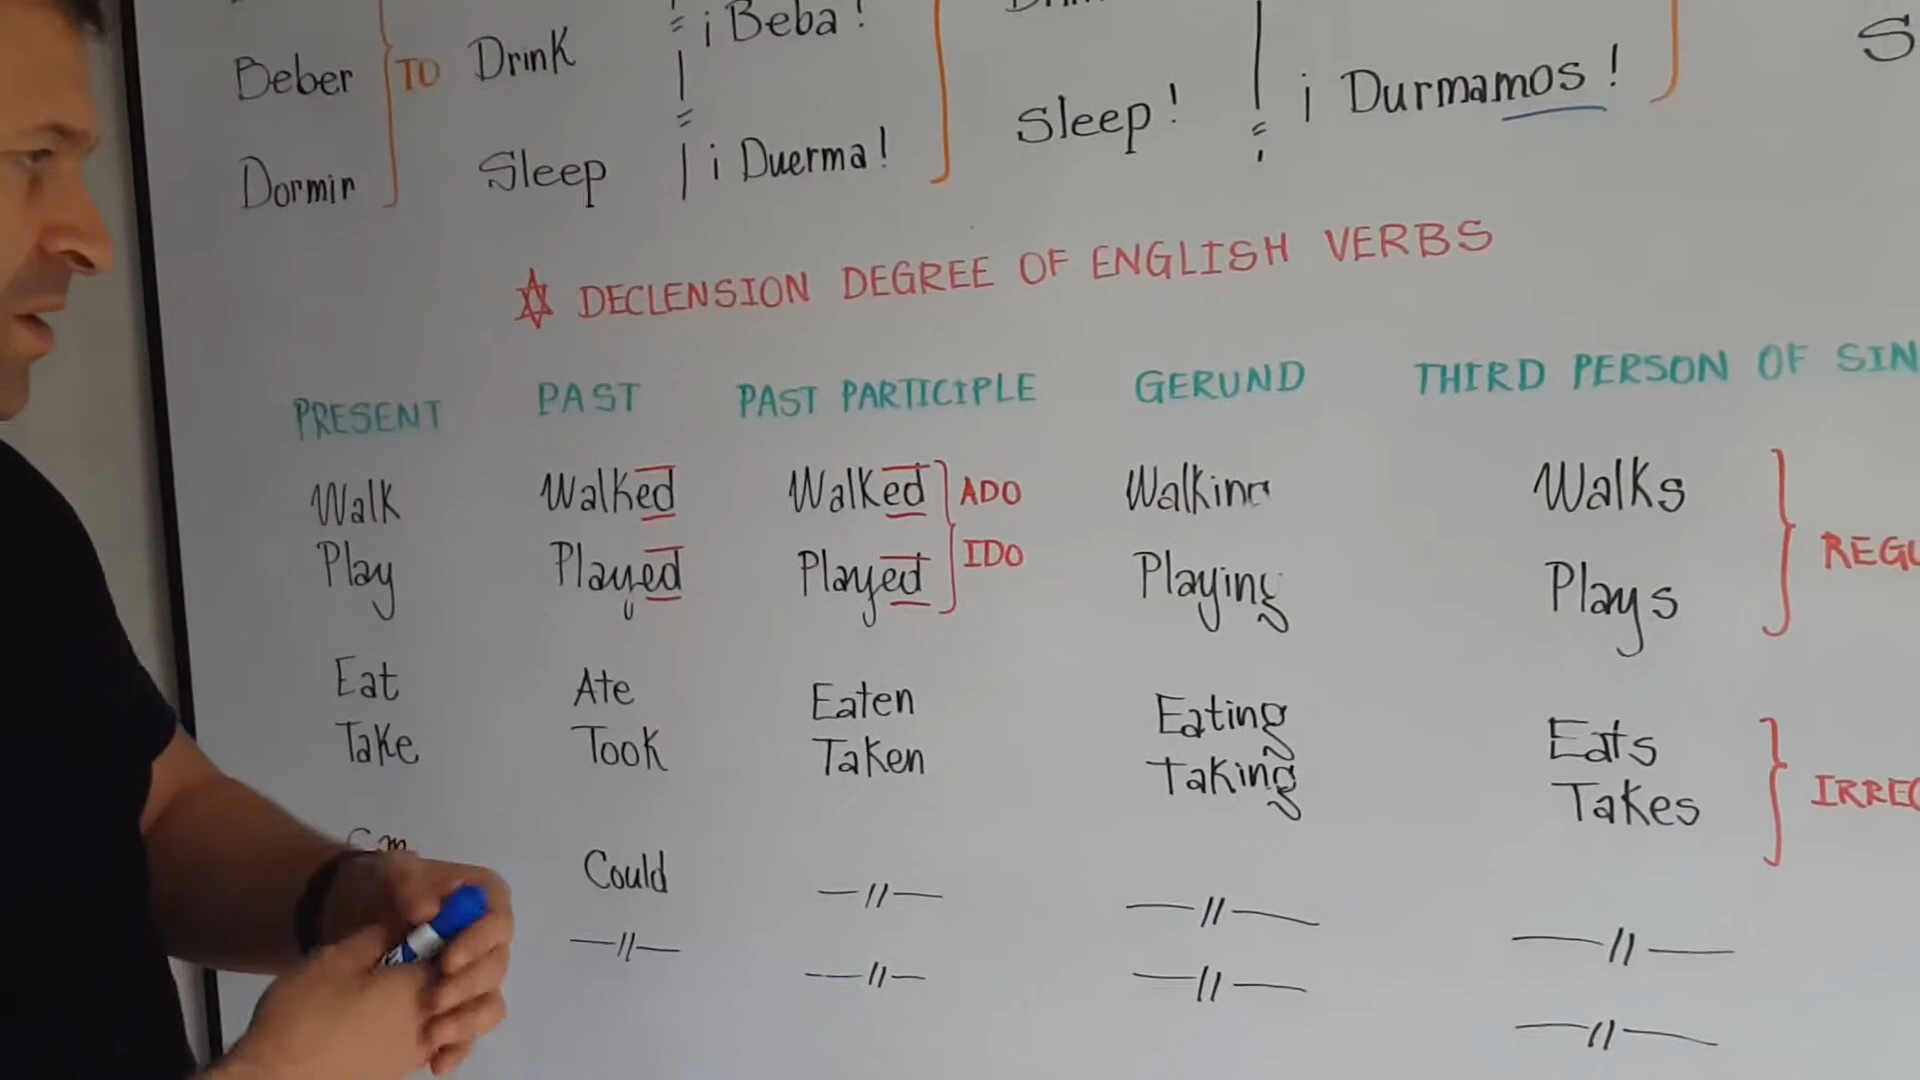 Beber TO Drink ¡ Beba !
Dormir Sleep ¡ Duerma! Sleep! ¡ Durmamos !
DECLENSION DEGREE OF ENGLISH VERBS
PRESENT PAST PAST PARTICIPLE GERUND THIRD PERSON OF SIN
Walk Walked Walked ADO Walking Walks
Play Played Played IDO Playing Plays REGU
Eat Ate Eaten Eating Eats
Take Took Taken Taking Takes IRREG
Could —//— —//— —//—
—//— —//— —//— —//—